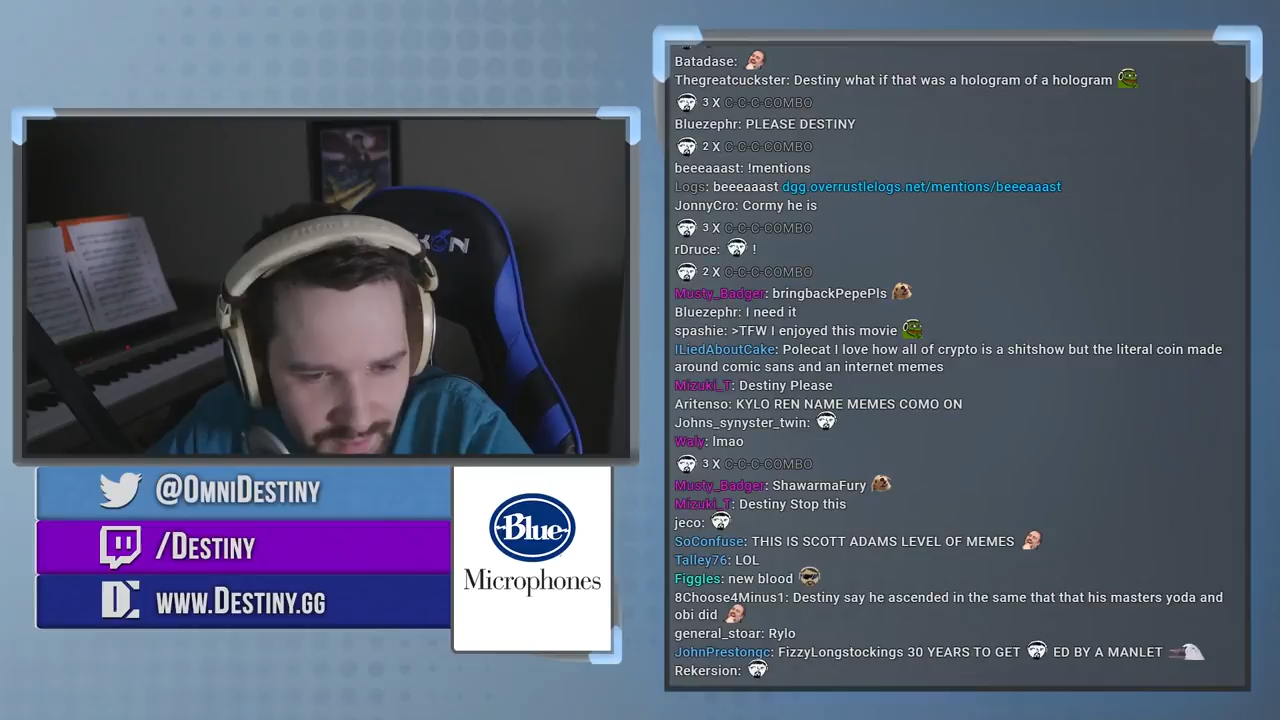 Batadase:
Thegreatcuckster: Destiny what if that was a hologram of a hologram
3 X C-C-C-COMBO
Bluezephr: PLEASE DESTINY
2 X C-C-C-COMBO
beeeaaast: !mentions
Logs: beeeaaast dgg.overrustlelogs.net/mentions/beeeaaast
JonnyCro: Cormy he is
3 X C-C-C-COMBO
rDruce: !
2 X C-C-C-COMBO
Musty_Badger: bringbackPepePls
Bluezephr: I need it
spashie: >TFW I enjoyed this movie
ILiedAboutCake: Polecat I love how all of crypto is a shitshow but the literal coin made
around comic sans and an internet memes
Mizuki_T: Destiny Please
Aritenso: KYLO REN NAME MEMES COMO ON
Johns_synyster_twin:
Waly: lmao
3 X C-C-C-COMBO
Musty_Badger: ShawarmaFury
Mizuki_T: Destiny Stop this
jeco:
SoConfuse: THIS IS SCOTT ADAMS LEVEL OF MEMES
Talley76: LOL
Figgles: new blood
8Choose4Minus1: Destiny say he ascended in the same that that his masters yoda and
obi did
general_stoar: Rylo
JohnPrestonqc: FizzyLongstockings 30 YEARS TO GET ED BY A MANLET
Rekersion:
@OmniDestiny
/Destiny
www.Destiny.gg
Blue
Microphones